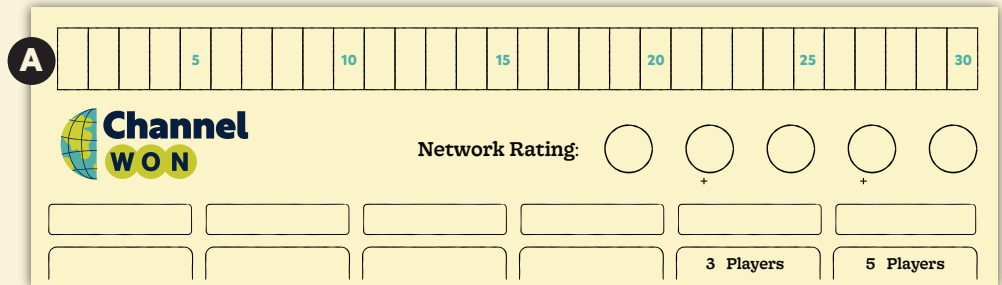 A
5 10 15 20 25 30
Channel
WON
Network Rating:
+ +
3 Players 5 Players